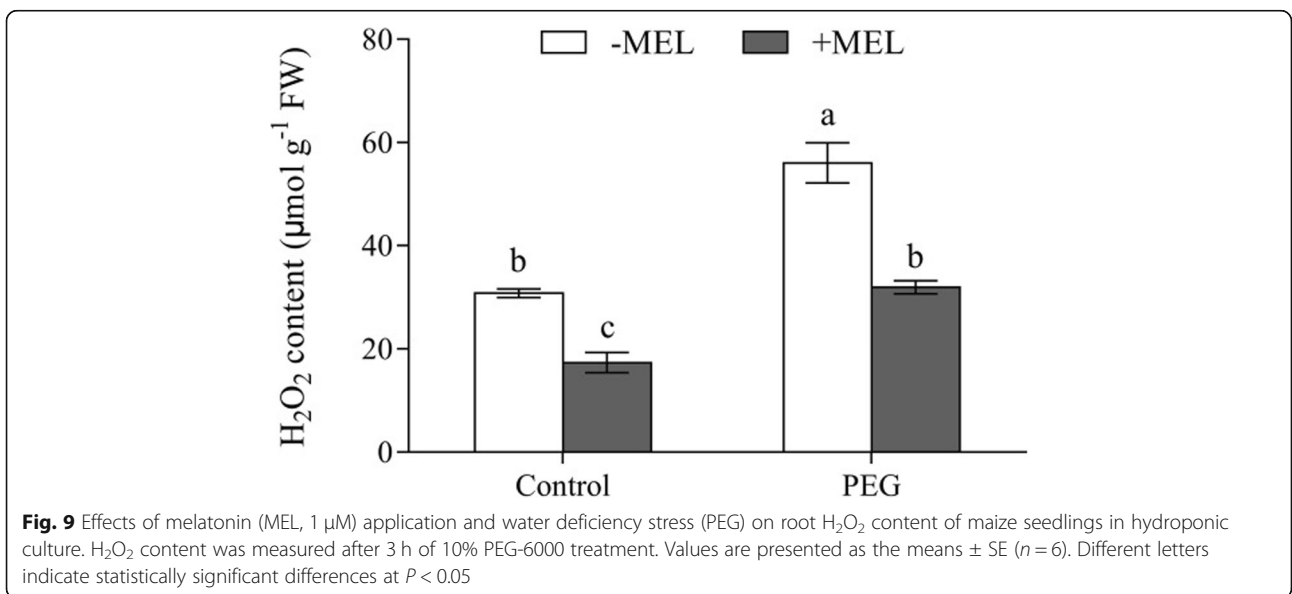 -MEL +MEL
H₂O₂ content (µmol g⁻¹ FW)
80
60
40
20
0
b
c
a
b
Control PEG
Fig. 9 Effects of melatonin (MEL, 1 μM) application and water deficiency stress (PEG) on root H₂O₂ content of maize seedlings in hydroponic
culture. H₂O₂ content was measured after 3 h of 10% PEG-6000 treatment. Values are presented as the means ± SE (n = 6). Different letters
indicate statistically significant differences at P < 0.05